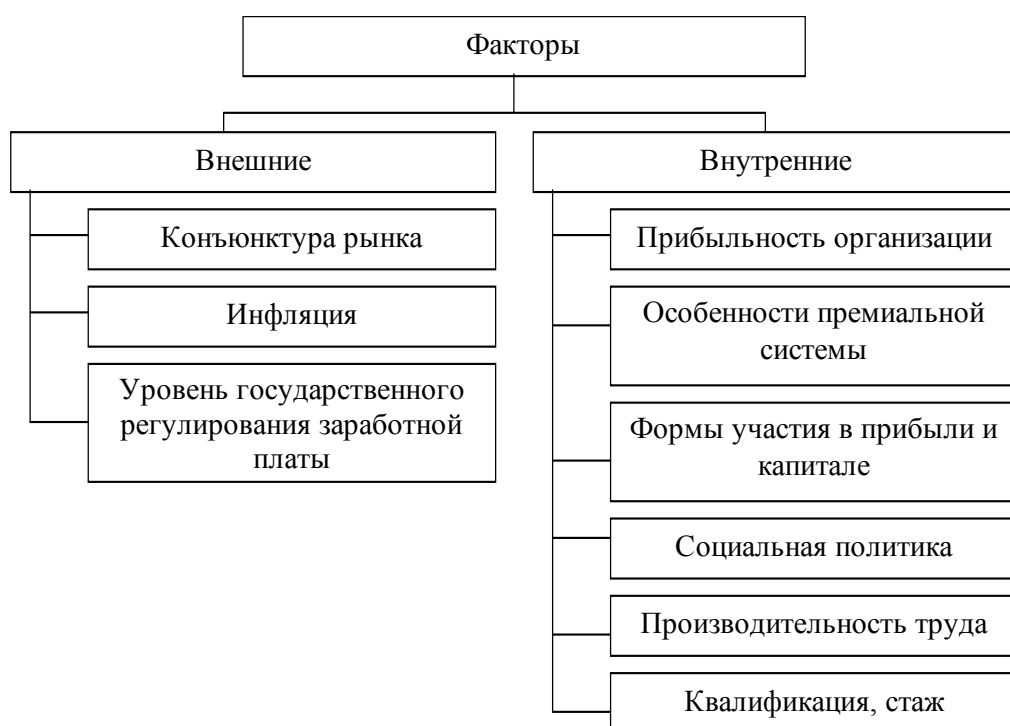 Факторы
Внешние
Конъюнктура рынка
Инфляция
Уровень государственного
регулирования заработной
платы
Внутренние
Прибыльность организации
Особенности премиальной
системы
Формы участия в прибыли и
капитале
Социальная политика
Производительность труда
Квалификация, стаж